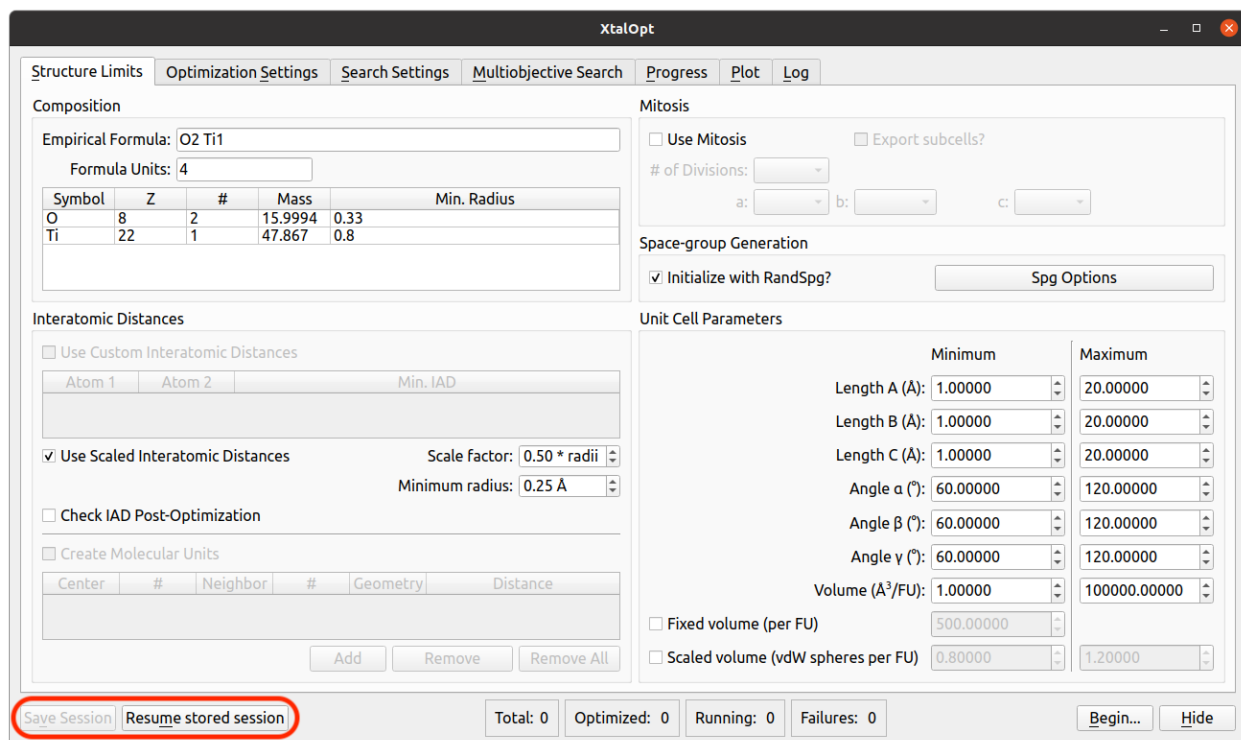 XtalOpt
Structure Limits Optimization Settings Search Settings Multiobjective Search Progress Plot Log
Composition
Empirical Formula: O2 Ti1
Formula Units: 4
Symbol Z # Mass Min. Radius
O 8 2 15.9994 0.33
Ti 22 1 47.867 0.8
Interatomic Distances
Use Custom Interatomic Distances
Atom 1 Atom 2 Min. IAD
Use Scaled Interatomic Distances Scale factor: 0.50 * radii
Minimum radius: 0.25 Å
Check IAD Post-Optimization
Create Molecular Units
Center # Neighbor # Geometry Distance
Add Remove Remove All
Mitosis
Use Mitosis Export subcells?
# of Divisions:
a: b: c:
Space-group Generation
Initialize with RandSpg? Spg Options
Unit Cell Parameters
Minimum Maximum
Length A (Å): 1.00000 20.00000
Length B (Å): 1.00000 20.00000
Length C (Å): 1.00000 20.00000
Angle α (°): 60.00000 120.00000
Angle β (°): 60.00000 120.00000
Angle γ (°): 60.00000 120.00000
Volume (Å³/FU): 1.00000 100000.00000
Fixed volume (per FU) 500.00000
Scaled volume (vdW spheres per FU) 0.80000 1.20000
Save Session Resume stored session Total: 0 Optimized: 0 Running: 0 Failures: 0 Begin... Hide